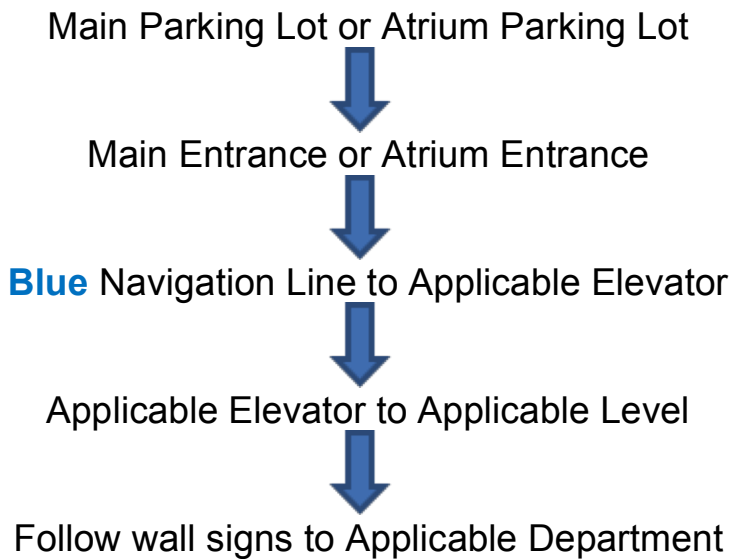 Main Parking Lot or Atrium Parking Lot
Main Entrance or Atrium Entrance
Blue Navigation Line to Applicable Elevator
Applicable Elevator to Applicable Level
Follow wall signs to Applicable Department